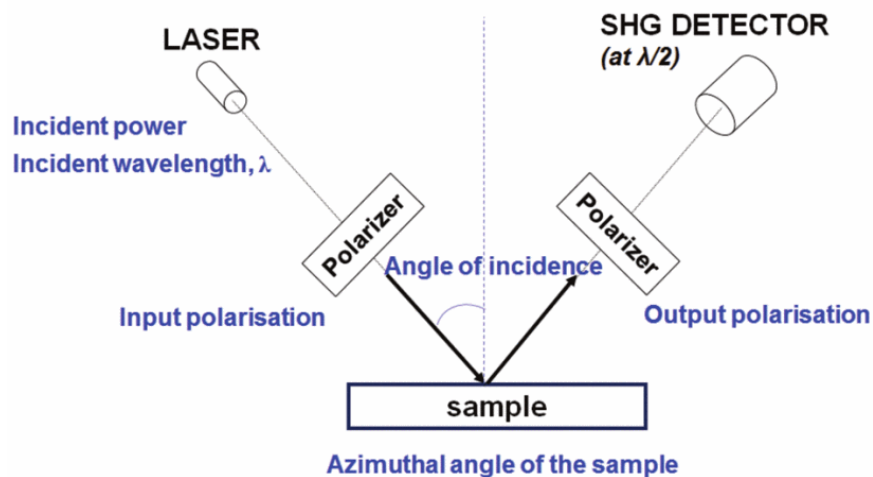 LASER
SHG DETECTOR
(at λ/2)
Incident power
Incident wavelength, λ
Polarizer
Polarizer
Angle of incidence
Input polarisation
Output polarisation
sample
Azimuthal angle of the sample